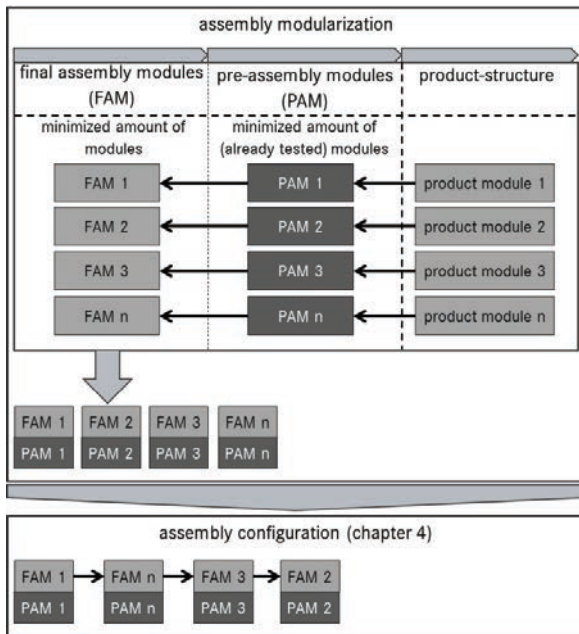 assembly modularization
final assembly modules
(FAM)
pre-assembly modules
(PAM)
product-structure
minimized amount of
modules
minimized amount of
(already tested) modules
FAM 1
PAM 1
product module 1
FAM 2
PAM 2
product module 2
FAM 3
PAM 3
product module 3
FAM n
PAM n
product module n
FAM 1
FAM 2
FAM 3
FAM n
PAM 1
PAM 2
PAM 3
PAM n
assembly configuration (chapter 4)
FAM 1
FAM n
FAM 3
FAM 2
PAM 1
PAM n
PAM 3
PAM 2